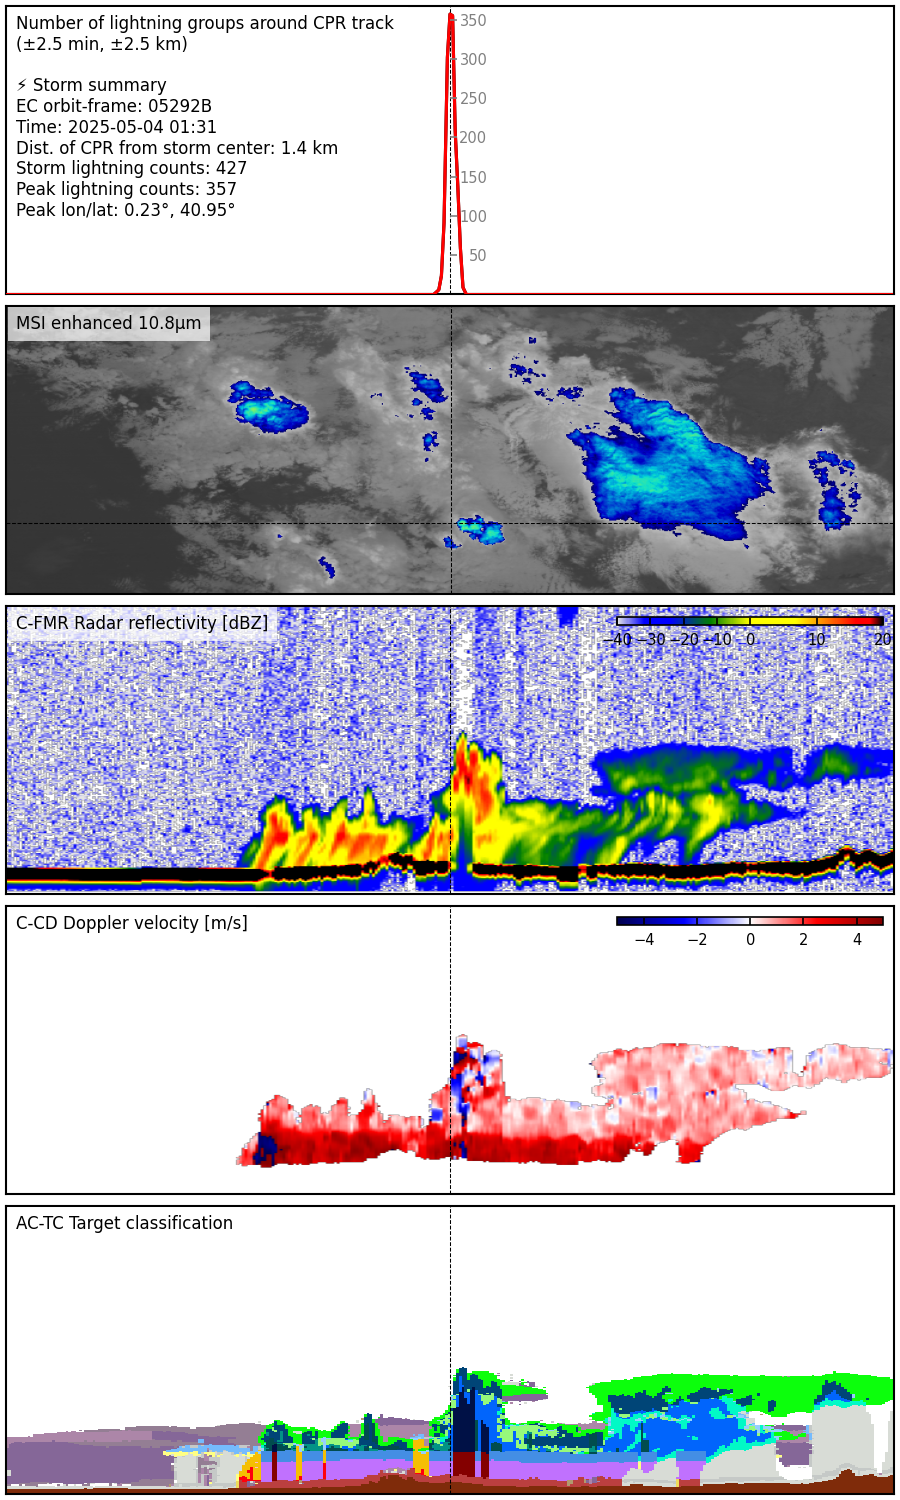 Number of lightning groups around CPR track
(±2.5 min, ±2.5 km)
⚡ Storm summary
EC orbit-frame: 05292B
Time: 2025-05-04 01:31
Dist. of CPR from storm center: 1.4 km
Storm lightning counts: 427
Peak lightning counts: 357
Peak lon/lat: 0.23°, 40.95°
350
300
250
200
150
100
50
MSI enhanced 10.8μm
C-FMR Radar reflectivity [dBZ]
−40 −30 −20 −10 0 10 20
C-CD Doppler velocity [m/s]
−4 −2 0 2 4
AC-TC Target classification